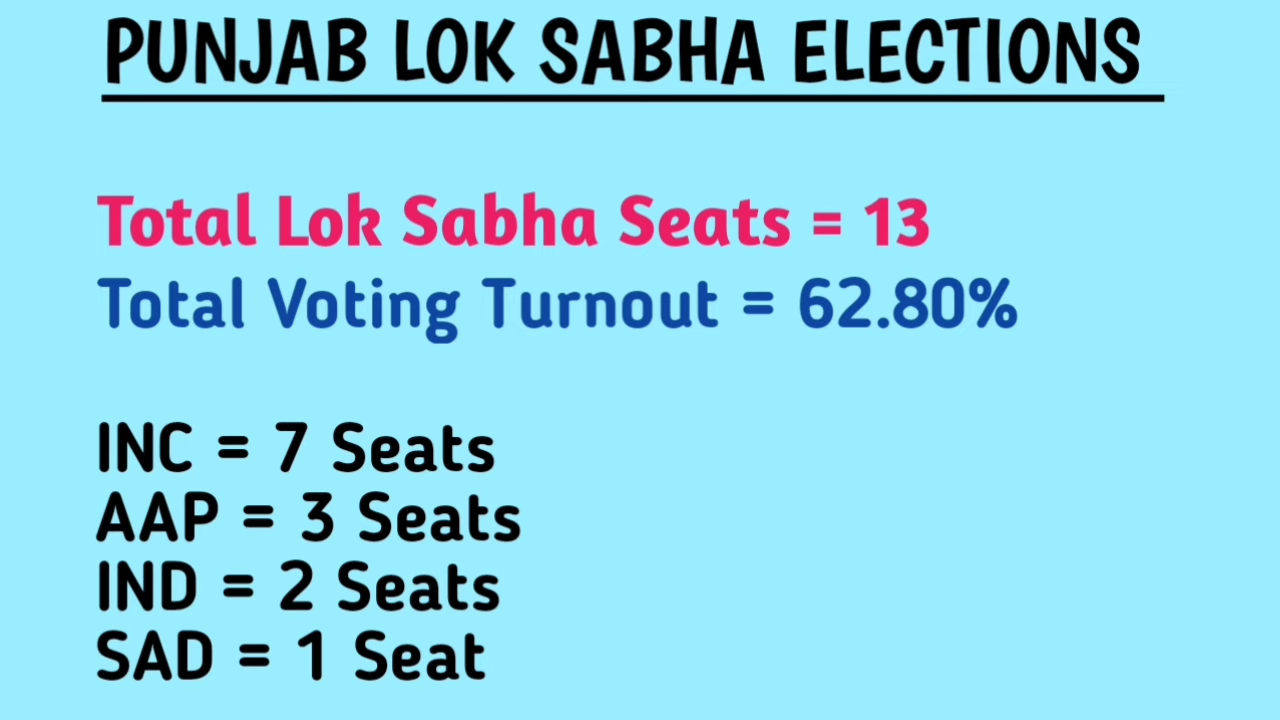 PUNJAB LOK SABHA ELECTIONS
Total Lok Sabha Seats = 13
Total Voting Turnout = 62.80%
INC = 7 Seats
AAP = 3 Seats
IND = 2 Seats
SAD = 1 Seat